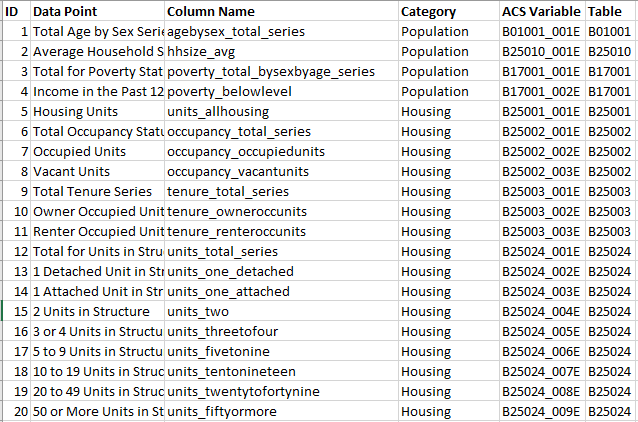 ID Data Point Column Name Category ACS Variable Table
1 Total Age by Sex Serie agebysex_total_series Population B01001_001E B01001
2 Average Household S hhsize_avg Population B25010_001E B25010
3 Total for Poverty Stat poverty_total_bysexbyage_series Population B17001_001E B17001
4 Income in the Past 12 poverty_belowlevel Population B17001_002E B17001
5 Housing Units units_allhousing Housing B25001_001E B25001
6 Total Occupancy Statu occupancy_total_series Housing B25002_001E B25002
7 Occupied Units occupancy_occupiedunits Housing B25002_002E B25002
8 Vacant Units occupancy_vacantunits Housing B25002_003E B25002
9 Total Tenure Series tenure_total_series Housing B25003_001E B25003
10 Owner Occupied Unit tenure_owneroccunits Housing B25003_002E B25003
11 Renter Occupied Unit tenure_renteroccunits Housing B25003_003E B25003
12 Total for Units in Stru units_total_series Housing B25024_001E B25024
13 1 Detached Unit in Str units_one_detached Housing B25024_002E B25024
14 1 Attached Unit in Str units_one_attached Housing B25024_003E B25024
15 2 Units in Structure units_two Housing B25024_004E B25024
16 3 or 4 Units in Structu units_threetofour Housing B25024_005E B25024
17 5 to 9 Units in Structu units_fivetonine Housing B25024_006E B25024
18 10 to 19 Units in Struc units_tentonineteen Housing B25024_007E B25024
19 20 to 49 Units in Struc units_twentytofortynine Housing B25024_008E B25024
20 50 or More Units in St units_fiftyormore Housing B25024_009E B25024